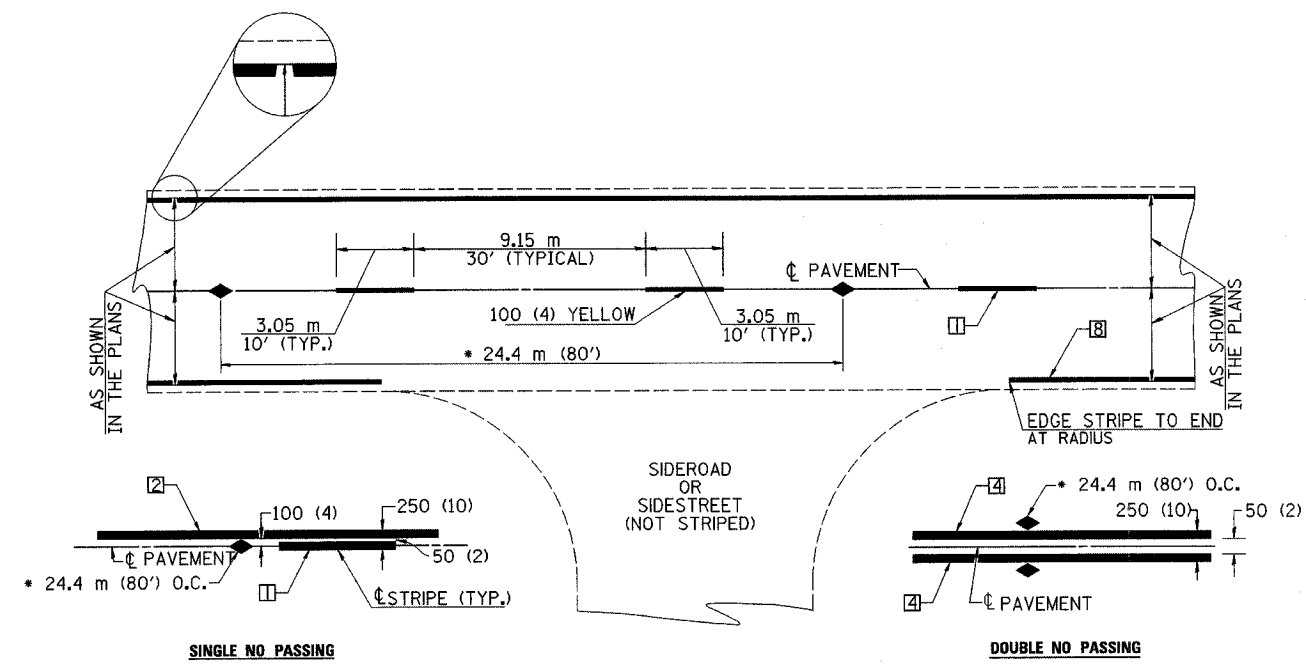 9.15 m
30' (TYPICAL)
℄ PAVEMENT
3.05 m
10' (TYP.)
100 (4) YELLOW
3.05 m
10' (TYP.)
1
8
* 24.4 m (80')
AS SHOWN
IN THE PLANS
AS SHOWN
IN THE PLANS
EDGE STRIPE TO END
AT RADIUS
SIDEROAD
OR
SIDESTREET
(NOT STRIPED)
2
100 (4)
250 (10)
℄ PAVEMENT
50 (2)
* 24.4 m (80') O.C.
1
℄ STRIPE (TYP.)
SINGLE NO PASSING
4
* 24.4 m (80') O.C.
250 (10)
50 (2)
4
℄ PAVEMENT
DOUBLE NO PASSING